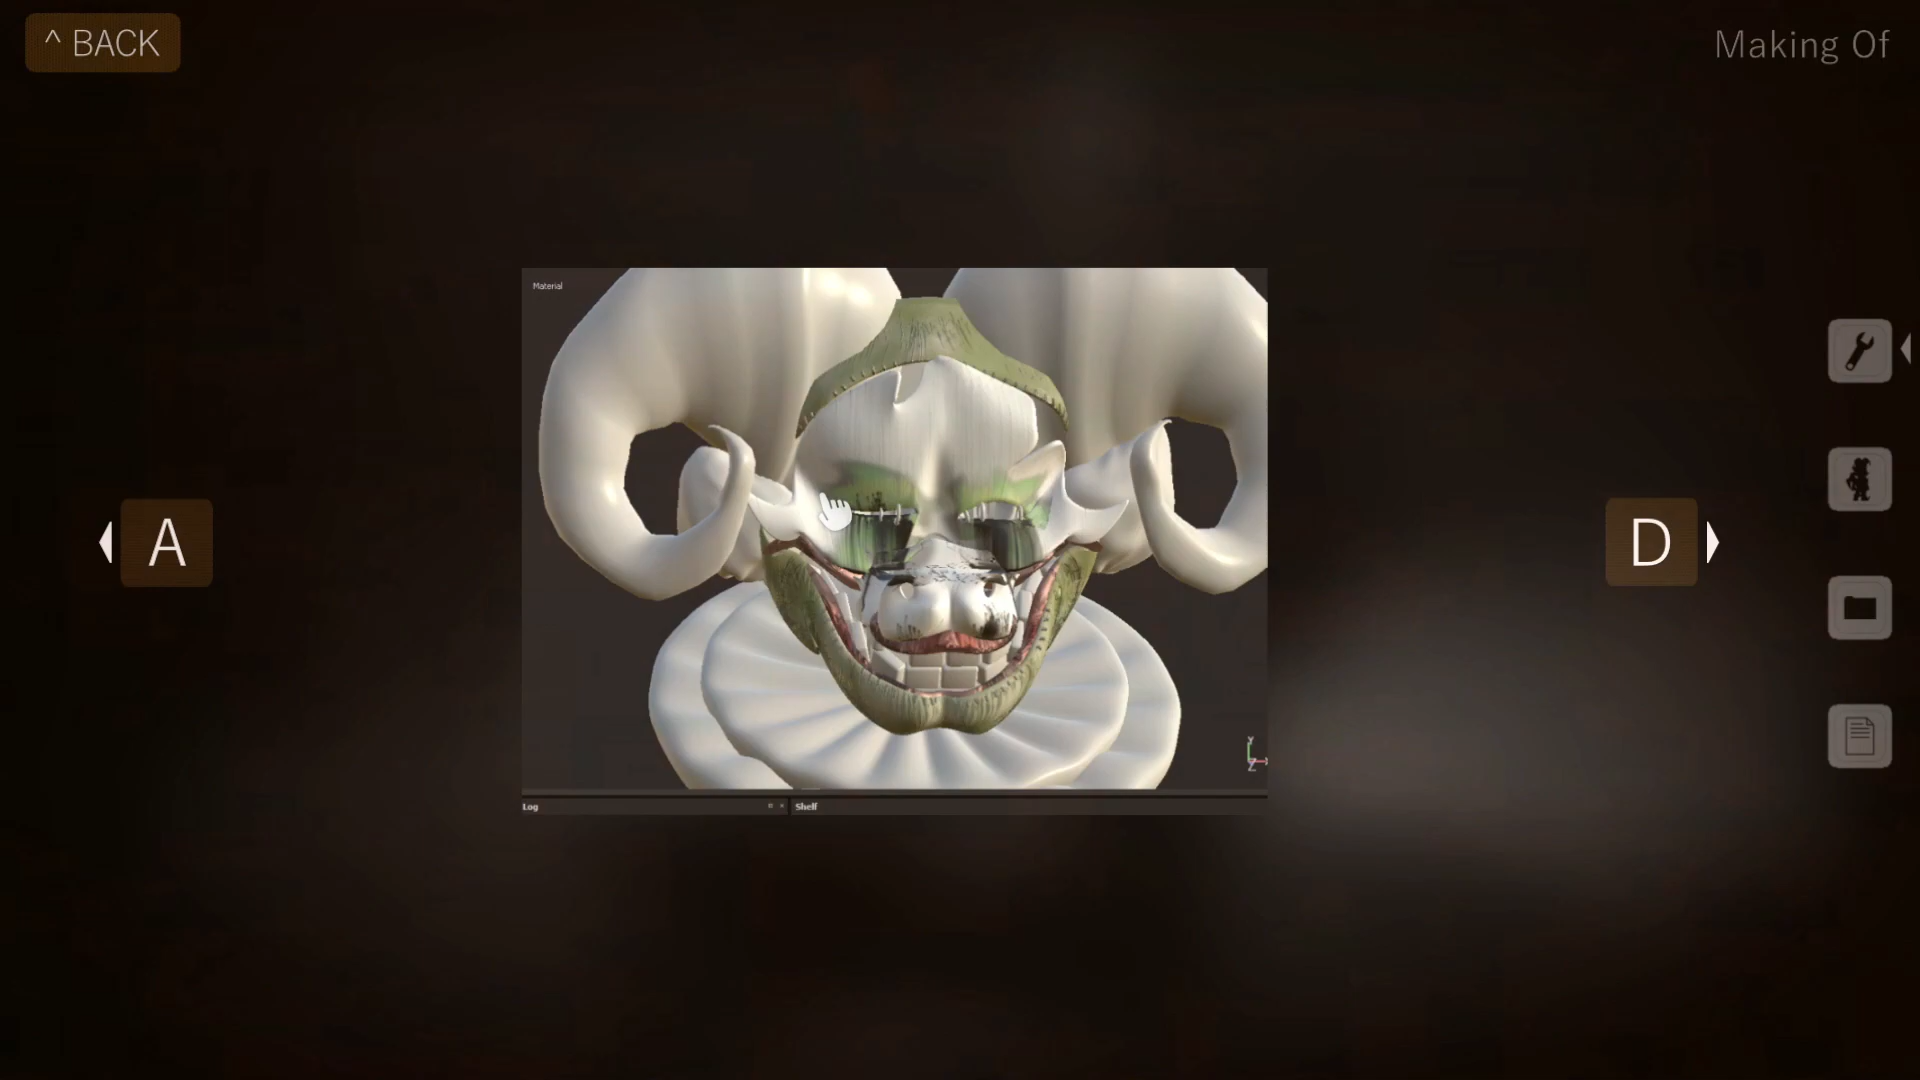 ^ BACK
Making Of
Material
A
D
Y
Z
Log
Shelf